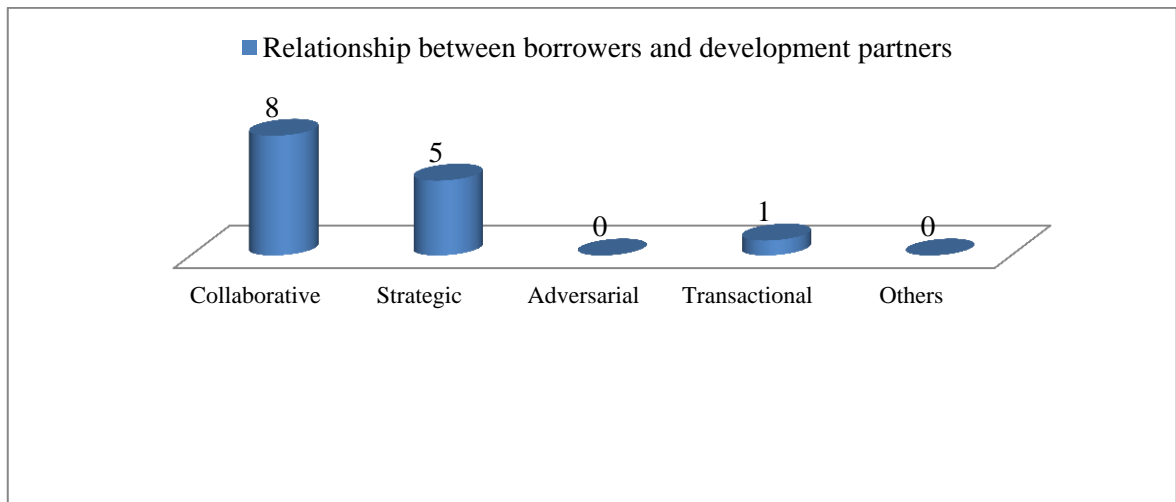 Relationship between borrowers and development partners
8
5
0
1
0
Collaborative Strategic Adversarial Transactional Others